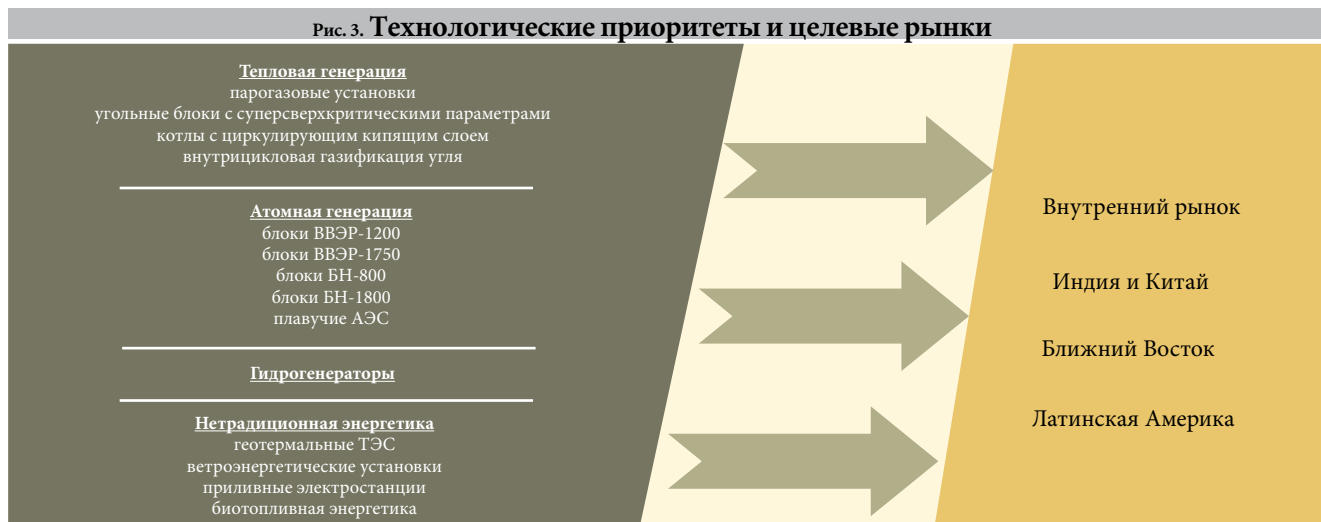 Рис. 3. Технологические приоритеты и целевые рынки
Тепловая генерация
парогазовые установки
угольные блоки с суперсверхкритическими параметрами
котлы с циркулирующим кипящим слоем
внутрицикловая газификация угля
Атомная генерация
блоки ВВЭР-1200
блоки ВВЭР-1750
блоки БН-800
блоки БН-1800
плавучие АЭС
Гидрогенераторы
Нетрадиционная энергетика
геотермальные ТЭС
ветроэнергетические установки
приливные электростанции
биотопливная энергетика
Внутренний рынок
Индия и Китай
Ближний Восток
Латинская Америка